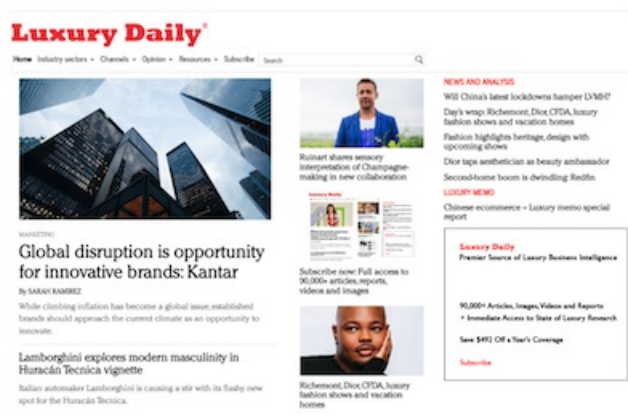 Luxury Daily®
Home Industry sectors Channels Opinion Resources Subscribe Search
MARKETING
Global disruption is opportunity
for innovative brands: Kantar
By SARAH RAMIREZ
While climbing inflation has become a global issue, established
brands should approach the current climate as an opportunity to
innovate.
Lamborghini explores modern masculinity in
Huracán Tecnica vignette
Italian automaker Lamborghini is causing a stir with its flashy new
spot for the Huracán Tecnica.
Ruinart shares sensory
interpretation of Champagne-
making in new collaboration
Luxury Daily
Subscribe now: Full access to
90,000+ articles, reports,
videos and images
Richemont, Dior, CFDA, luxury
fashion shows and vacation
homes
NEWS AND ANALYSIS
Will China's latest lockdowns hamper LVMH?
Day's wrap: Richemont, Dior, CFDA, luxury
fashion shows and vacation homes
Fashion highlights heritage, design with
upcoming shows
Dior taps aesthetician as beauty ambassador
Second-home boom is dwindling: Redfin
LUXURY MEMO
Chinese ecommerce – Luxury memo special
report
Luxury Daily
Premier Source of Luxury Business Intelligence
90,000+ Articles, Images, Videos and Reports
+ Immediate Access to State of Luxury Research
Save $492 Off a Year's Coverage
Subscribe